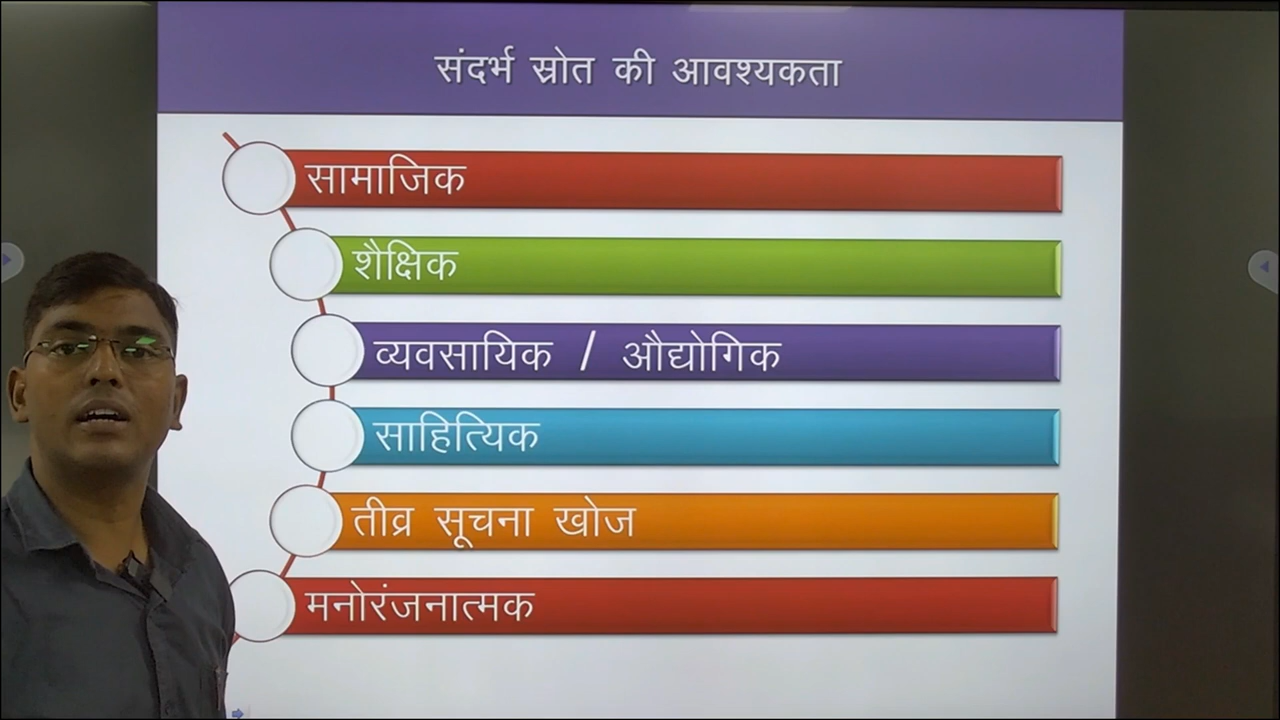 संदर्भ स्रोत की आवश्यकता
सामाजिक
शैक्षिक
व्यवसायिक / औद्योगिक
साहित्यिक
तीव्र सूचना खोज
मनोरंजनात्मक